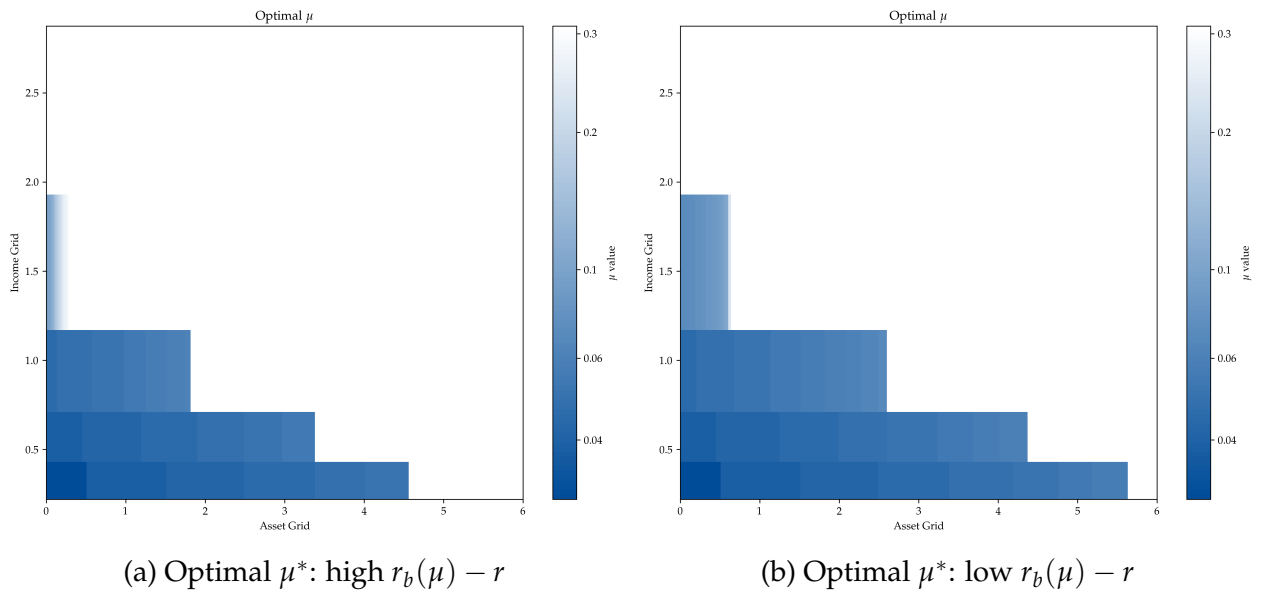 Optimal μ
Income Grid
2.5
2.0
1.5
1.0
0.5
0 1 2 3 4 5 6
Asset Grid
0.3
0.2
0.1
0.06
0.04
μ value
(a) Optimal μ*: high r_b(μ) − r
Optimal μ
Income Grid
2.5
2.0
1.5
1.0
0.5
0 1 2 3 4 5 6
Asset Grid
0.3
0.2
0.1
0.06
0.04
μ value
(b) Optimal μ*: low r_b(μ) − r